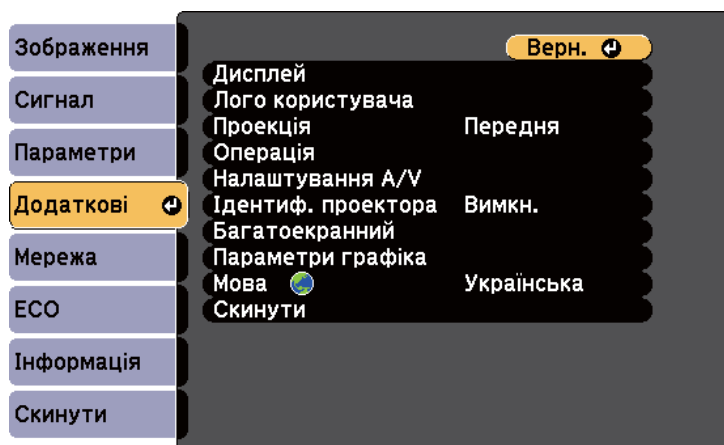 Зображення
Сигнал
Параметри
Додаткові
Мережа
ECO
Інформація
Скинути
Верн.
Дисплей
Лого користувача
Проекція Передня
Операція
Налаштування A/V
Ідентиф. проектора Вимкн.
Багатоекранний
Параметри графіка
Мова Українська
Скинути